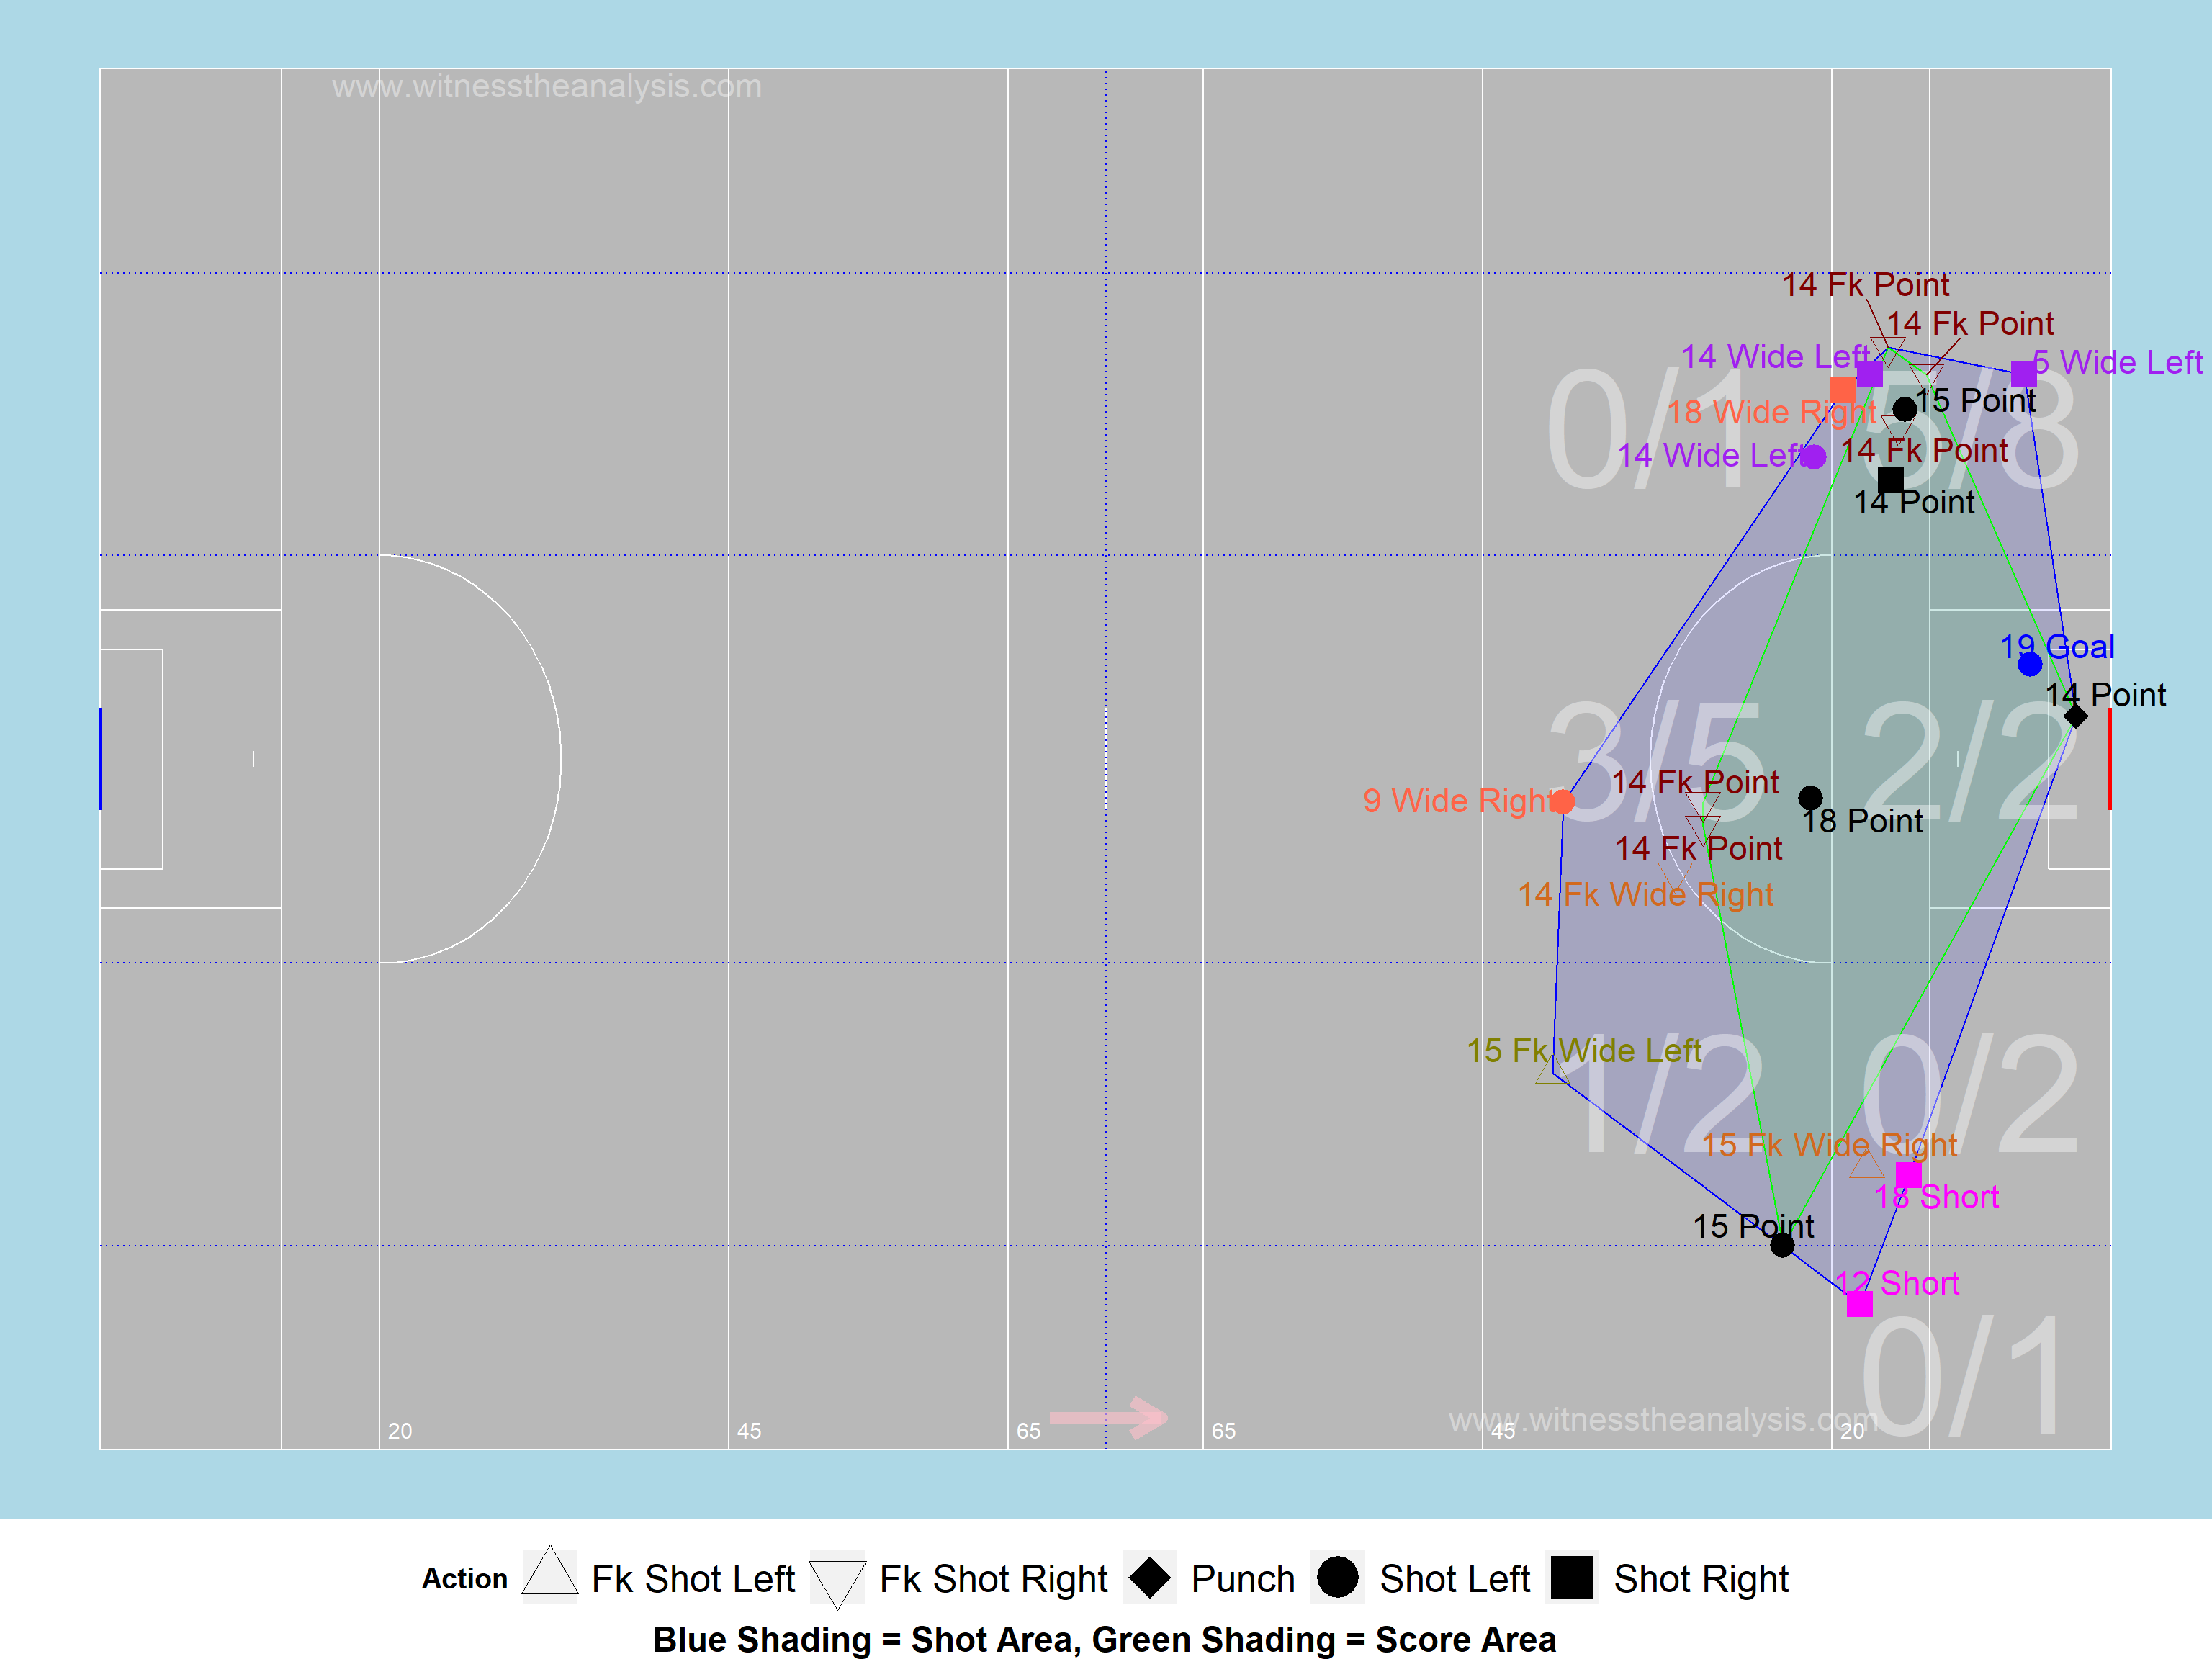 www.witnesstheanalysis.com
14 Fk Point
14 Fk Point
14 Wide Left
5 Wide Left
0/1
5/8
15 Point
18 Wide Right
14 Fk Point
14 Wide Left
14 Point
19 Goal
14 Point
3/5
2/2
14 Fk Point
9 Wide Right
18 Point
14 Fk Point
14 Fk Wide Right
15 Fk Wide Left
1/2
0/2
15 Fk Wide Right
18 Short
15 Point
12 Short
0/1
www.witnesstheanalysis.com
20
45
65
65
45
20
Action Fk Shot Left Fk Shot Right Punch Shot Left Shot Right
Blue Shading = Shot Area, Green Shading = Score Area